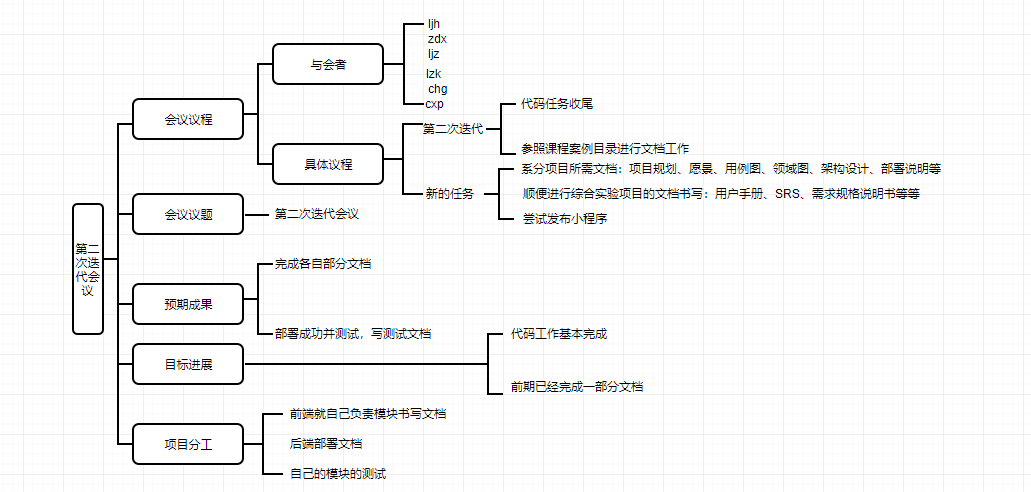 第二次迭代会议
会议议程
与会者
ljh
zdx
ljz
lzk
chg
cxp
具体议程
第二次迭代
代码任务收尾
参照课程案例目录进行文档工作
新的任务
系分项目所需文档：项目规划、愿景、用例图、领域图、架构设计、部署说明等
顺便进行综合实验项目的文档书写：用户手册、SRS、需求规格说明书等等
尝试发布小程序
会议议题
第二次迭代会议
预期成果
完成各自部分文档
部署成功并测试，写测试文档
目标进展
代码工作基本完成
前期已经完成一部分文档
项目分工
前端就自己负责模块书写文档
后端部署文档
自己的模块的测试